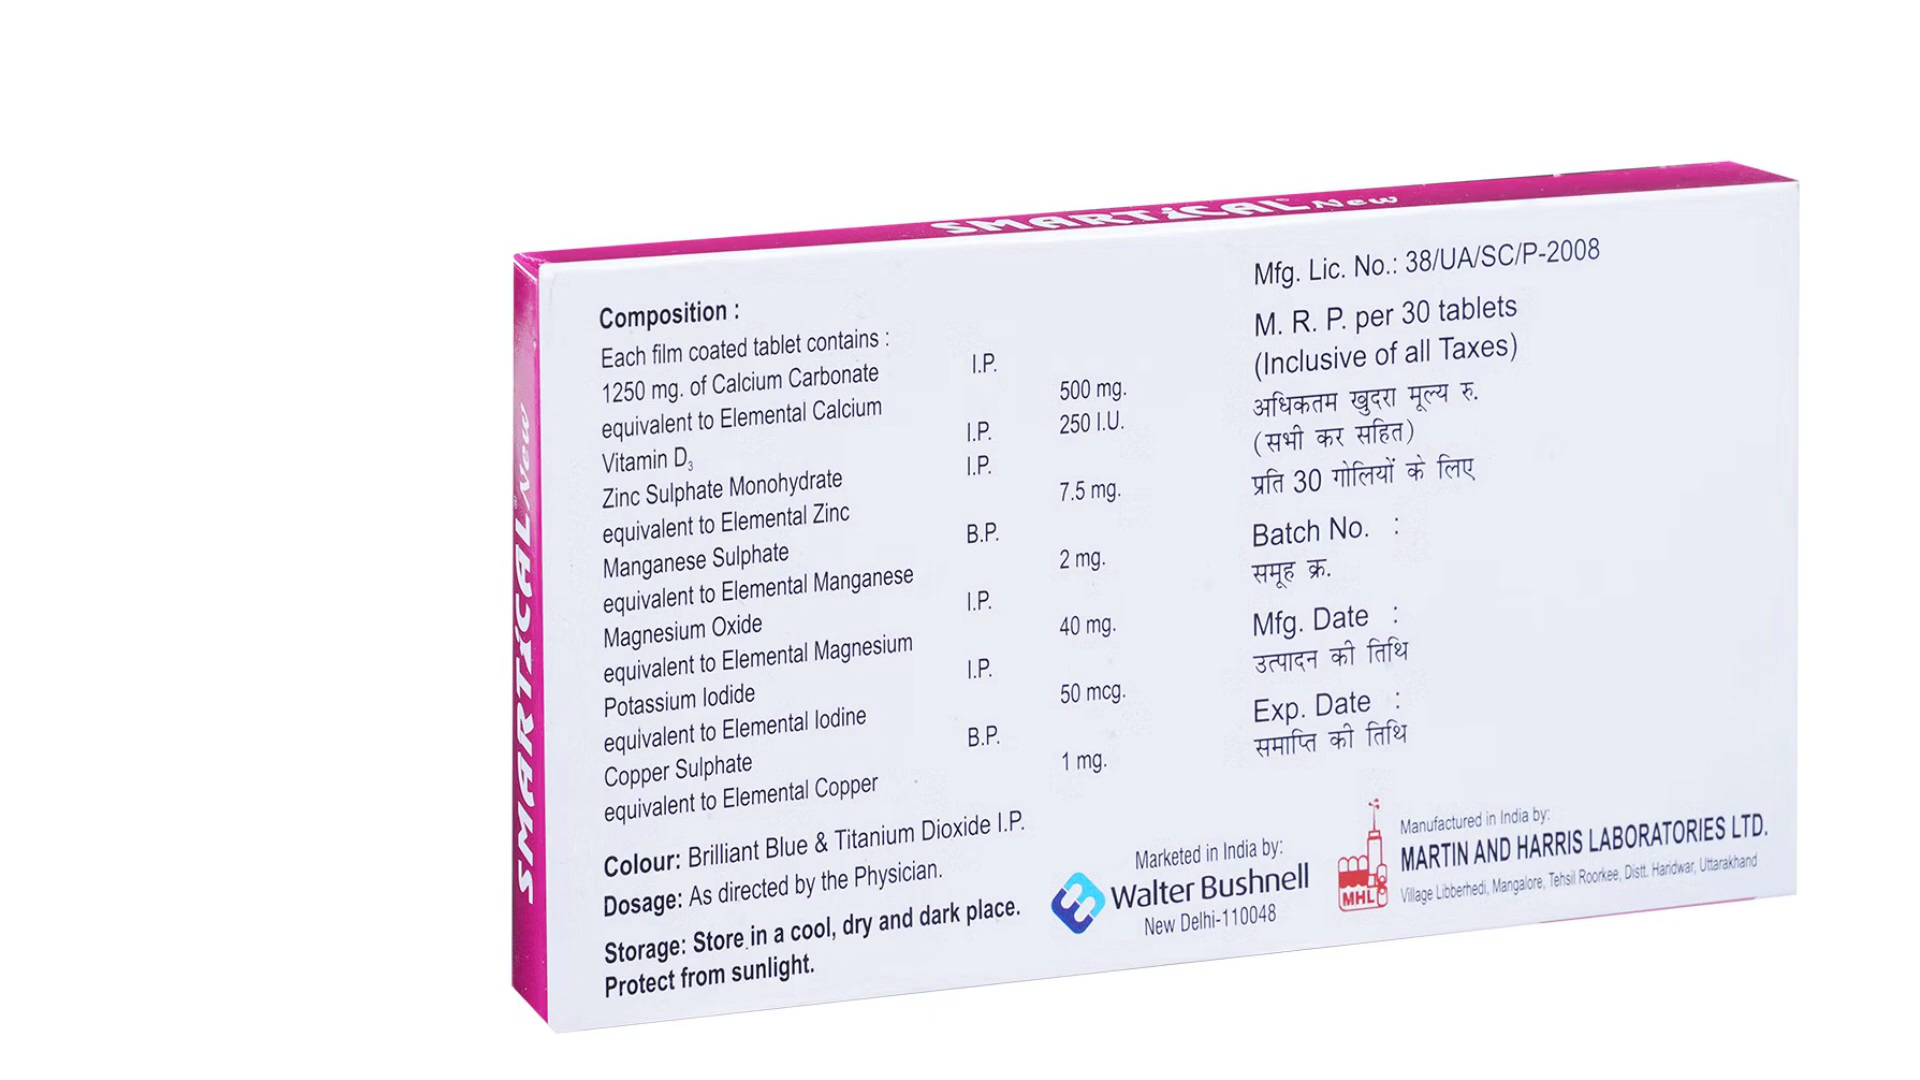 SMARTICAL New
SMARTICAL® New
Composition :
Each film coated tablet contains :
1250 mg. of Calcium Carbonate I.P.
equivalent to Elemental Calcium 500 mg.
Vitamin D3 I.P. 250 I.U.
Zinc Sulphate Monohydrate I.P.
equivalent to Elemental Zinc 7.5 mg.
Manganese Sulphate B.P.
equivalent to Elemental Manganese 2 mg.
Magnesium Oxide I.P.
equivalent to Elemental Magnesium 40 mg.
Potassium Iodide I.P.
equivalent to Elemental Iodine 50 mcg.
Copper Sulphate B.P.
equivalent to Elemental Copper 1 mg.
Colour: Brilliant Blue & Titanium Dioxide I.P.
Dosage: As directed by the Physician.
Storage: Store in a cool, dry and dark place.
Protect from sunlight.
Mfg. Lic. No.: 38/UA/SC/P-2008
M. R. P. per 30 tablets
(Inclusive of all Taxes)
अधिकतम खुदरा मूल्य रु.
(सभी कर सहित)
प्रति 30 गोलियों के लिए
Batch No. :
समूह क्र.
Mfg. Date :
उत्पादन की तिथि
Exp. Date :
समाप्ति की तिथि
Marketed in India by:
Walter Bushnell
New Delhi-110048
MHL
Manufactured in India by:
MARTIN AND HARRIS LABORATORIES LTD.
Village Libberhedi, Mangalore, Tehsil Roorkee, Distt. Haridwar, Uttarakhand